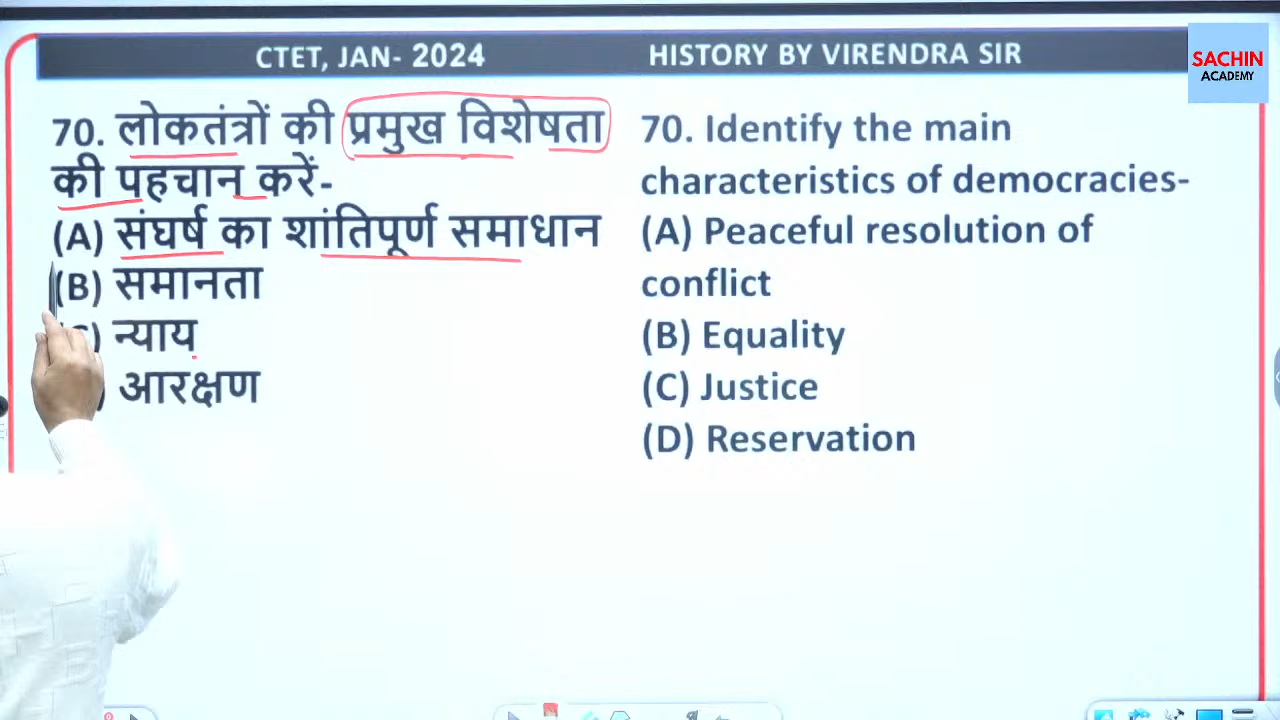 CTET, JAN- 2024
HISTORY BY VIRENDRA SIR
SACHIN
ACADEMY
70. लोकतंत्रों की प्रमुख विशेषता
की पहचान करें-
(A) संघर्ष का शांतिपूर्ण समाधान
(B) समानता
न्याय
आरक्षण
70. Identify the main
characteristics of democracies-
(A) Peaceful resolution of
conflict
(B) Equality
(C) Justice
(D) Reservation